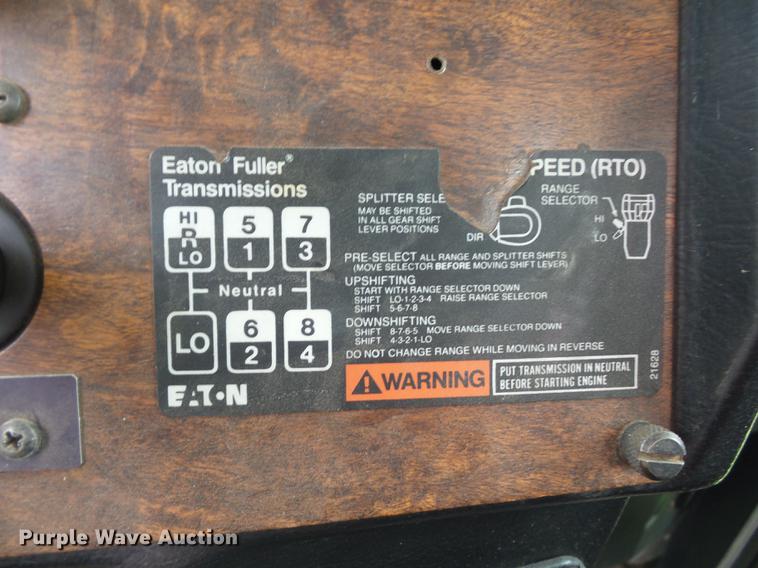 Eaton® Fuller®
Transmissions
PEED (RTO)
HI
R
LO
5
1
7
3
Neutral
LO
6
2
8
4
EATON
SPLITTER
MAY BE SHIFTED
IN ALL GEAR SHIFT
LEVER POSITIONS
DIR
RANGE
SELECTOR
HI
LO
PRE-SELECT ALL RANGE AND SPLITTER SHIFTS
(MOVE SELECTOR BEFORE MOVING SHIFT LEVER)
UPSHIFTING
START WITH RANGE SELECTOR DOWN
SHIFT LO-1-2-3-4 RAISE RANGE SELECTOR
SHIFT 5-6-7-8
DOWNSHIFTING
SHIFT 8-7-6-5 MOVE RANGE SELECTOR DOWN
SHIFT 4-3-2-1-LO
DO NOT CHANGE RANGE WHILE MOVING IN REVERSE
WARNING
PUT TRANSMISSION IN NEUTRAL
BEFORE STARTING ENGINE
21628
Purple Wave Auction